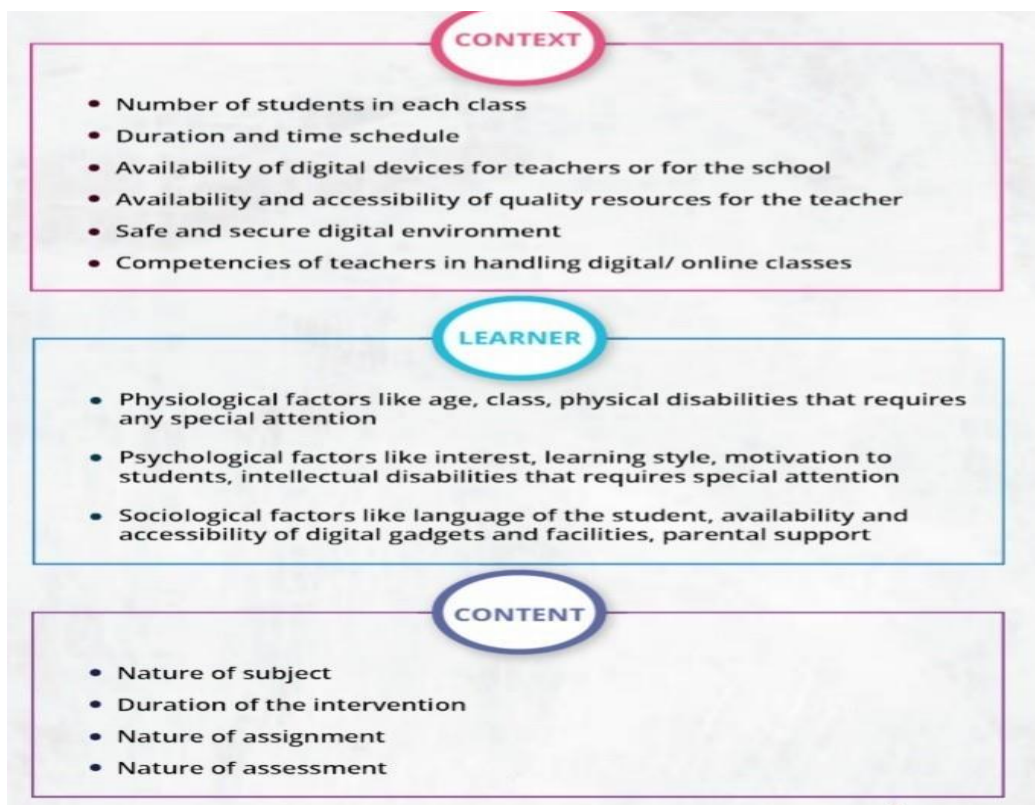 CONTEXT
• Number of students in each class
• Duration and time schedule
• Availability of digital devices for teachers or for the school
• Availability and accessibility of quality resources for the teacher
• Safe and secure digital environment
• Competencies of teachers in handling digital/ online classes
LEARNER
• Physiological factors like age, class, physical disabilities that requires
any special attention
• Psychological factors like interest, learning style, motivation to
students, intellectual disabilities that requires special attention
• Sociological factors like language of the student, availability and
accessibility of digital gadgets and facilities, parental support
CONTENT
• Nature of subject
• Duration of the intervention
• Nature of assignment
• Nature of assessment